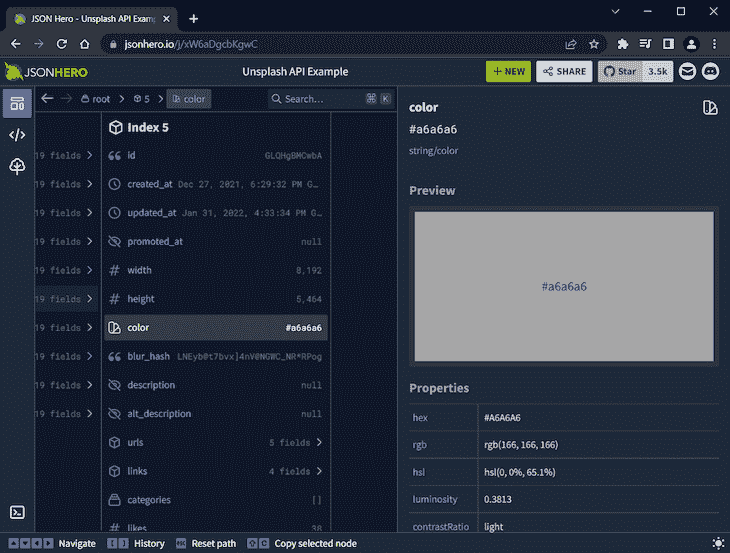 JSON Hero - Unsplash API Exam
jsonhero.io/j/xW6aDgcbKgwC
JSONHERO
Unsplash API Example
+ NEW
SHARE
Star 3.5k
root > 5 > color
Search... ⌘ K
Index 5
19 fields
id GLQHgBMCwbA
19 fields
created_at Dec 27, 2021, 6:29:32 PM G...
19 fields
updated_at Jan 31, 2022, 4:33:34 PM G...
19 fields
promoted_at null
19 fields
width 8,192
19 fields
height 5,464
19 fields
color #a6a6a6
19 fields
blur_hash LNEyb@t7bvx]4nV@NGWC_NR*RPog
19 fields
description null
19 fields
alt_description null
urls 5 fields
links 4 fields
categories []
likes 38
color
#a6a6a6
string/color
Preview
#a6a6a6
Properties
hex #A6A6A6
rgb rgb(166, 166, 166)
hsl hsl(0, 0%, 65.1%)
luminosity 0.3813
contrastRatio light
Navigate
[ ] History
Reset path
C Copy selected node